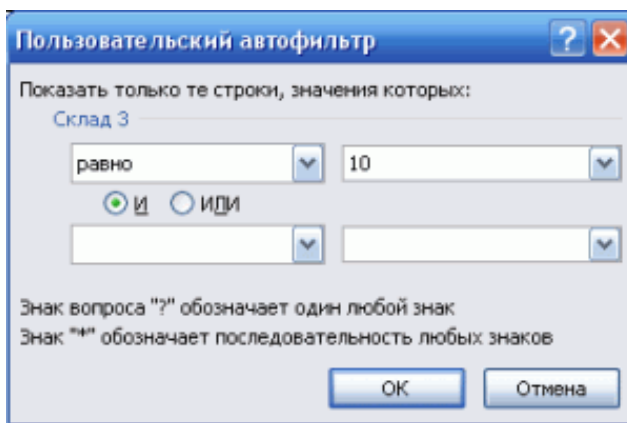 Пользовательский автофильтр
Показать только те строки, значения которых:
Склад 3
равно 10
И ИЛИ
Знак вопроса "?" обозначает один любой знак
Знак "*" обозначает последовательность любых знаков
ОК Отмена